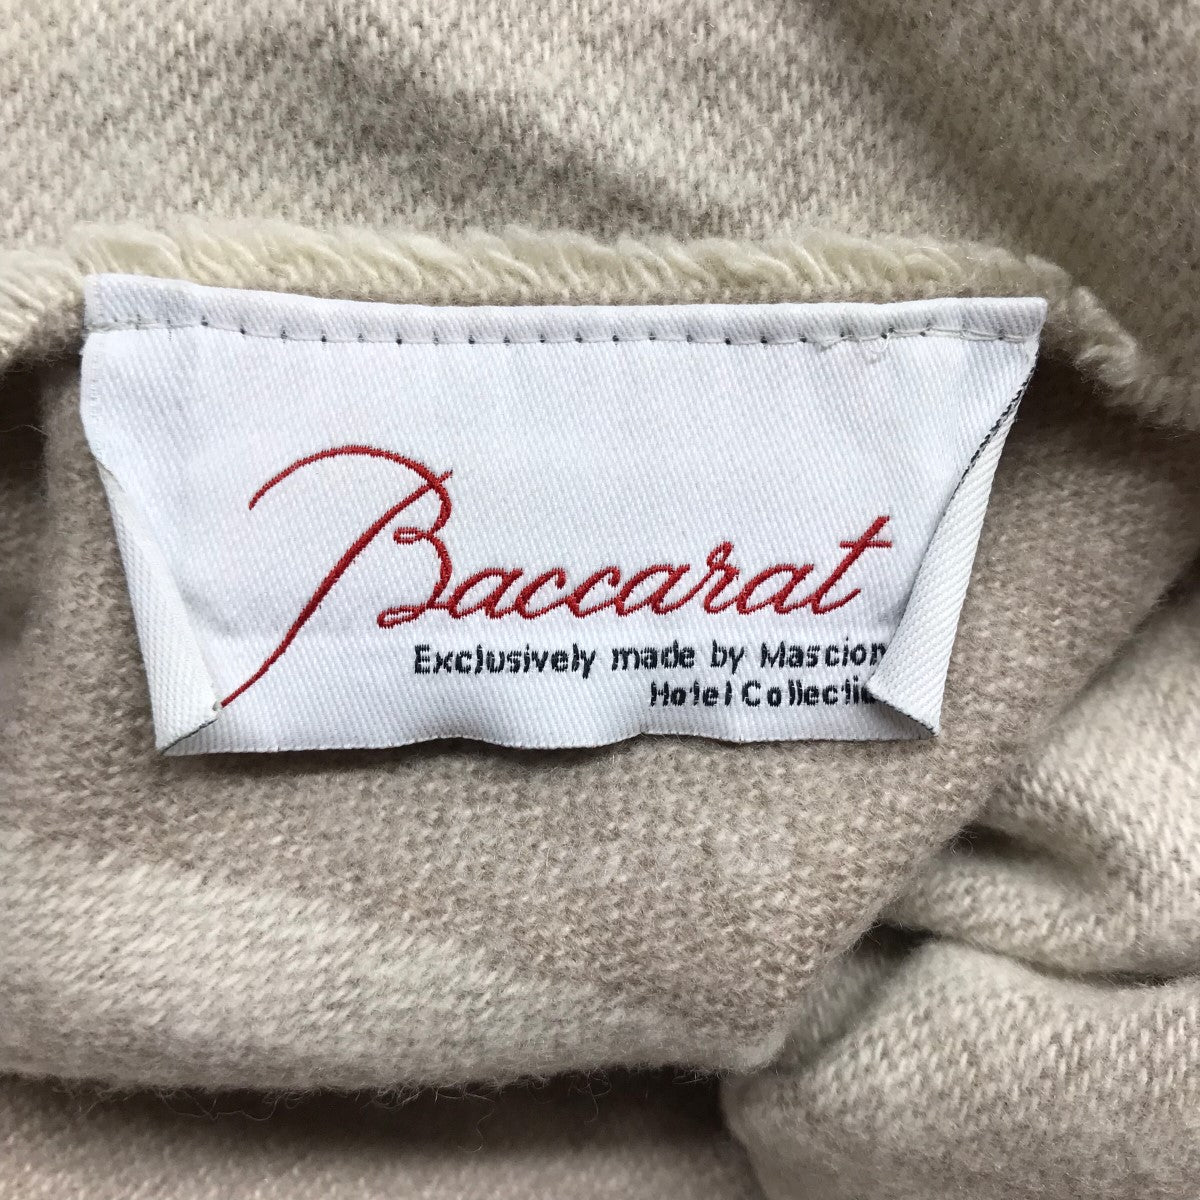 Baccarat
Exclusively made by Mascion
Hotel Collectio